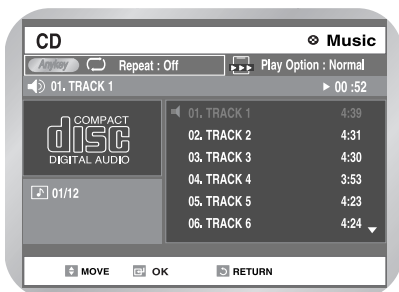 CD Music
Anykey Repeat : Off Play Option : Normal
01. TRACK 1 00 :52
COMPACT
disc
DIGITAL AUDIO
01/12
01. TRACK 1 4:39
02. TRACK 2 4:31
03. TRACK 3 4:30
04. TRACK 4 3:53
05. TRACK 5 4:23
06. TRACK 6 4:24
MOVE OK RETURN